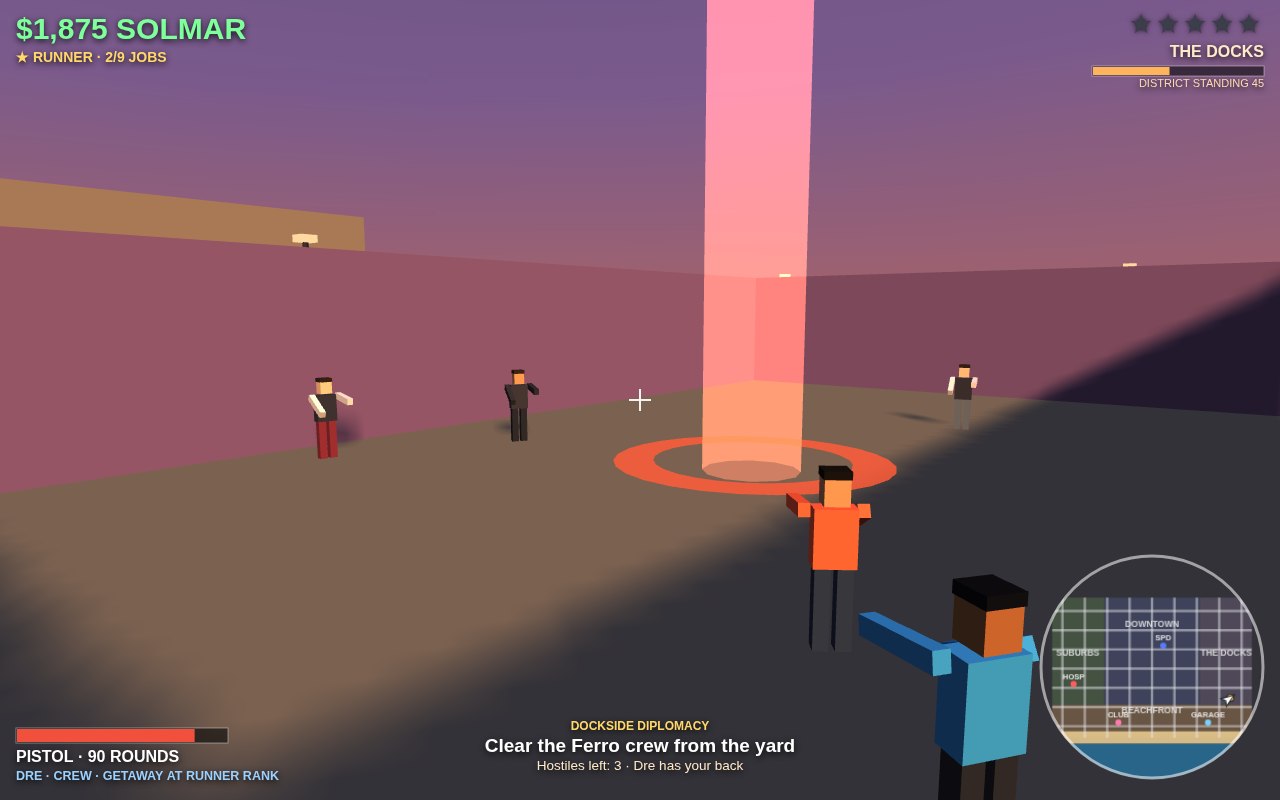 $1,875 SOLMAR
★ RUNNER · 2/9 JOBS
THE DOCKS
DISTRICT STANDING 45
DOWNTOWN
SPD
SUBURBS
THE DOCKS
HOSP
BEACHFRONT
CLUB
GARAGE
PISTOL · 90 ROUNDS
DRE · CREW · GETAWAY AT RUNNER RANK
DOCKSIDE DIPLOMACY
Clear the Ferro crew from the yard
Hostiles left: 3 · Dre has your back